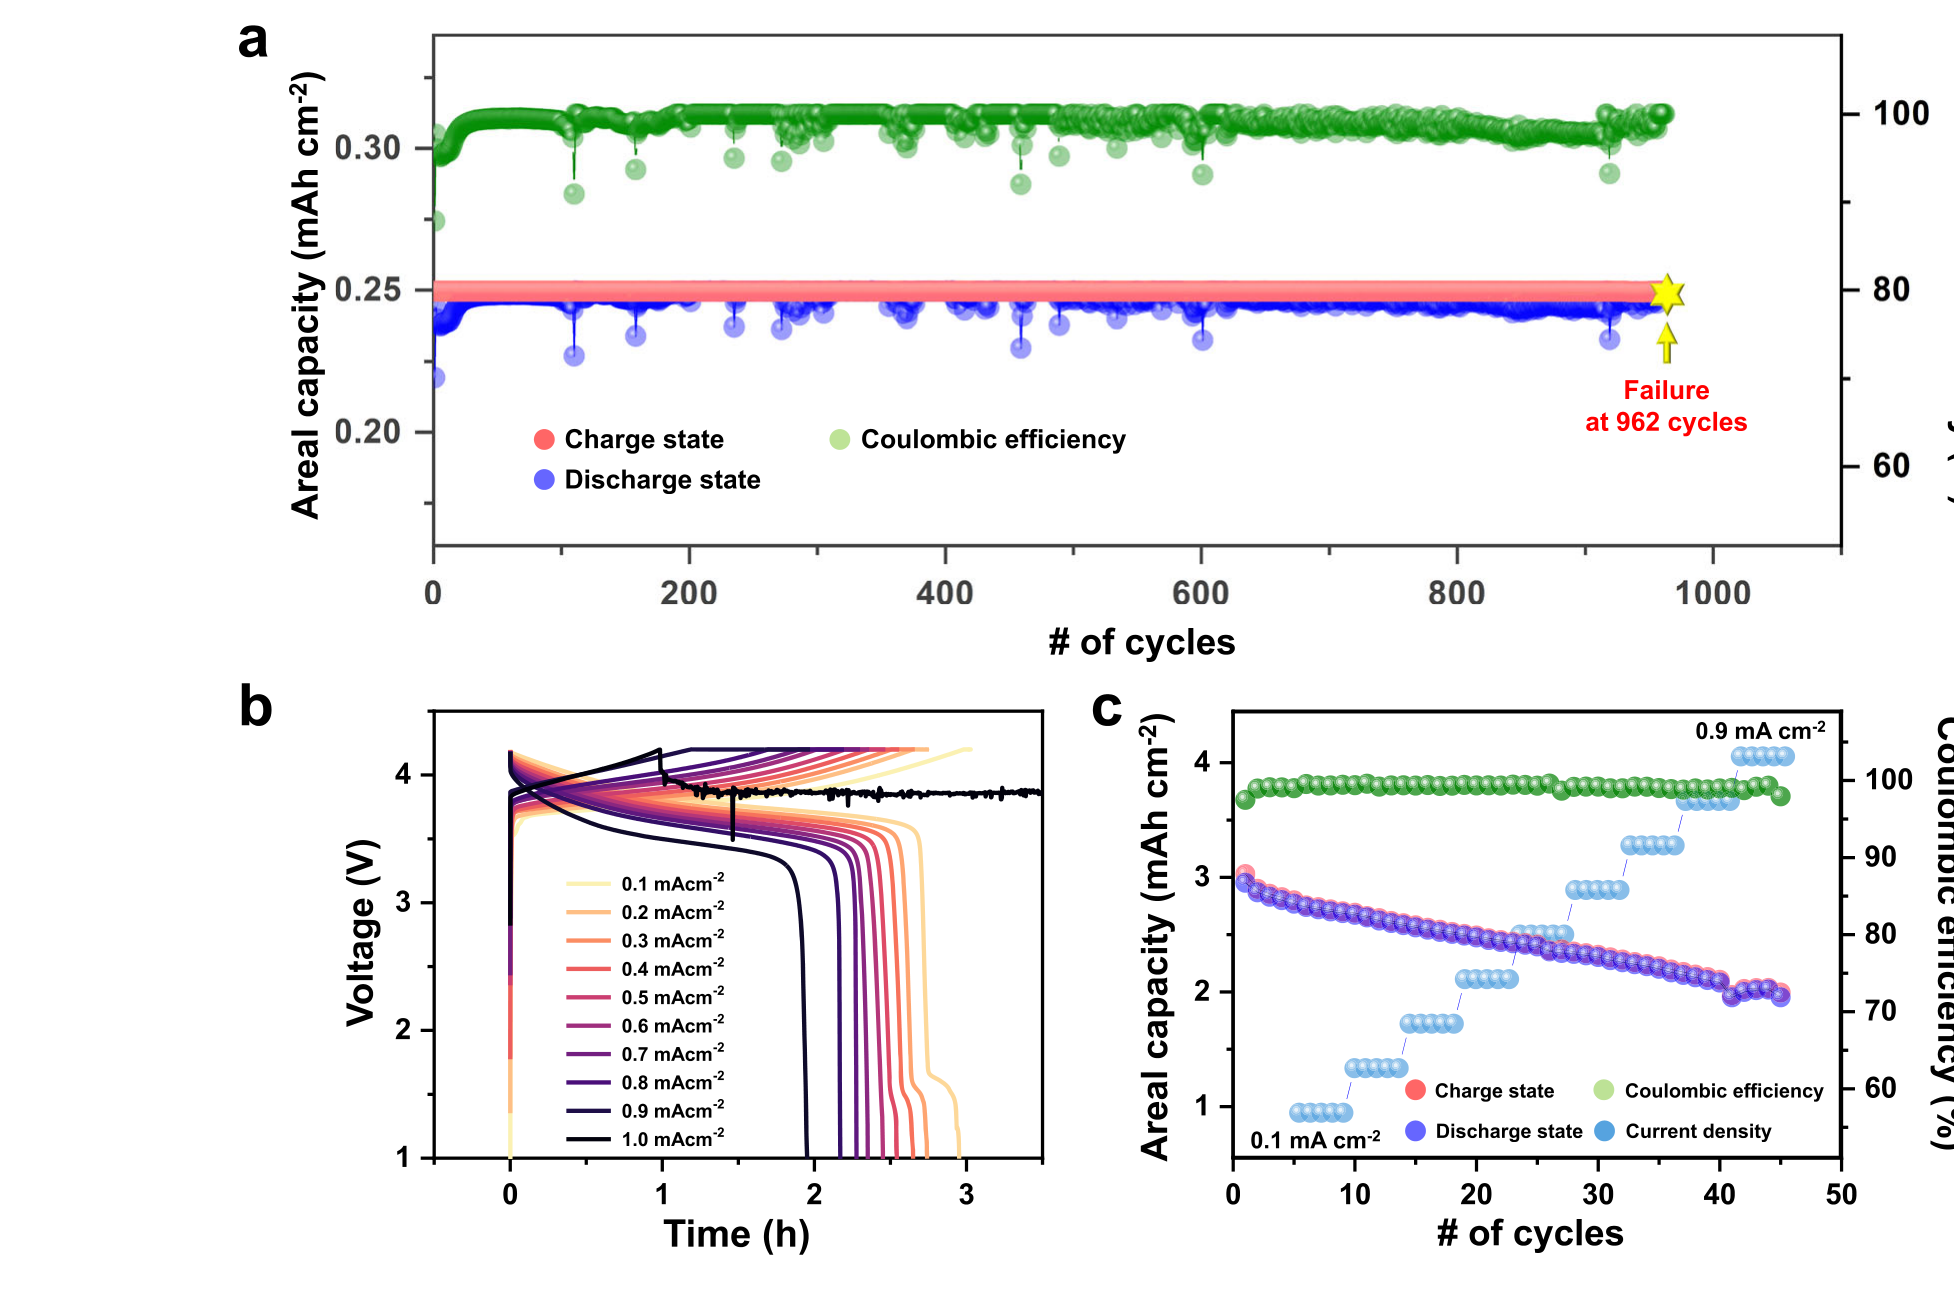 a
Areal capacity (mAh cm-2)
0.30
0.25
0.20
100
80
60
Charge state
Coulombic efficiency
Discharge state
Failure
at 962 cycles
0 200 400 600 800 1000
# of cycles
b
Voltage (V)
4
3
2
1
0.1 mAcm-2
0.2 mAcm-2
0.3 mAcm-2
0.4 mAcm-2
0.5 mAcm-2
0.6 mAcm-2
0.7 mAcm-2
0.8 mAcm-2
0.9 mAcm-2
1.0 mAcm-2
0 1 2 3
Time (h)
c
Areal capacity (mAh cm-2)
4
3
2
1
0.9 mA cm-2
0.1 mA cm-2
Charge state
Coulombic efficiency
Discharge state
Current density
100
90
80
70
60
Coulombic efficiency (%)
0 10 20 30 40 50
# of cycles